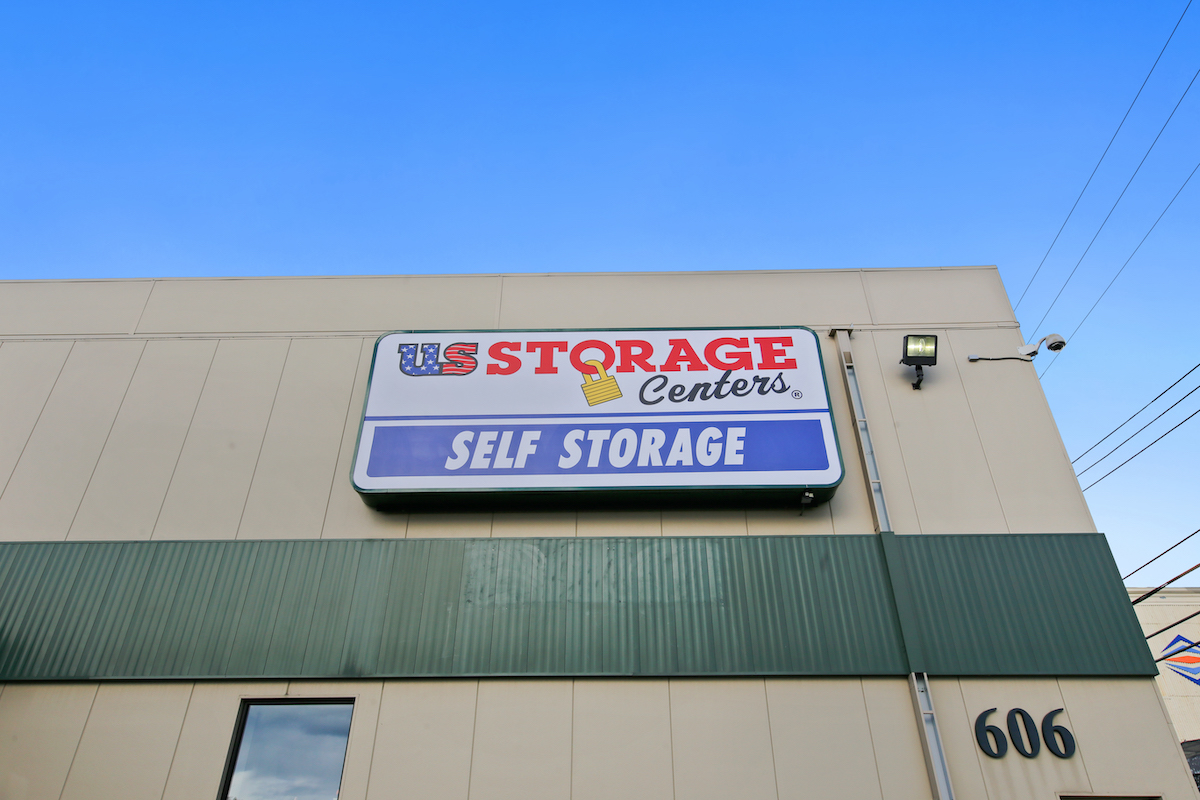 US STORAGE
Centers®
SELF STORAGE
606